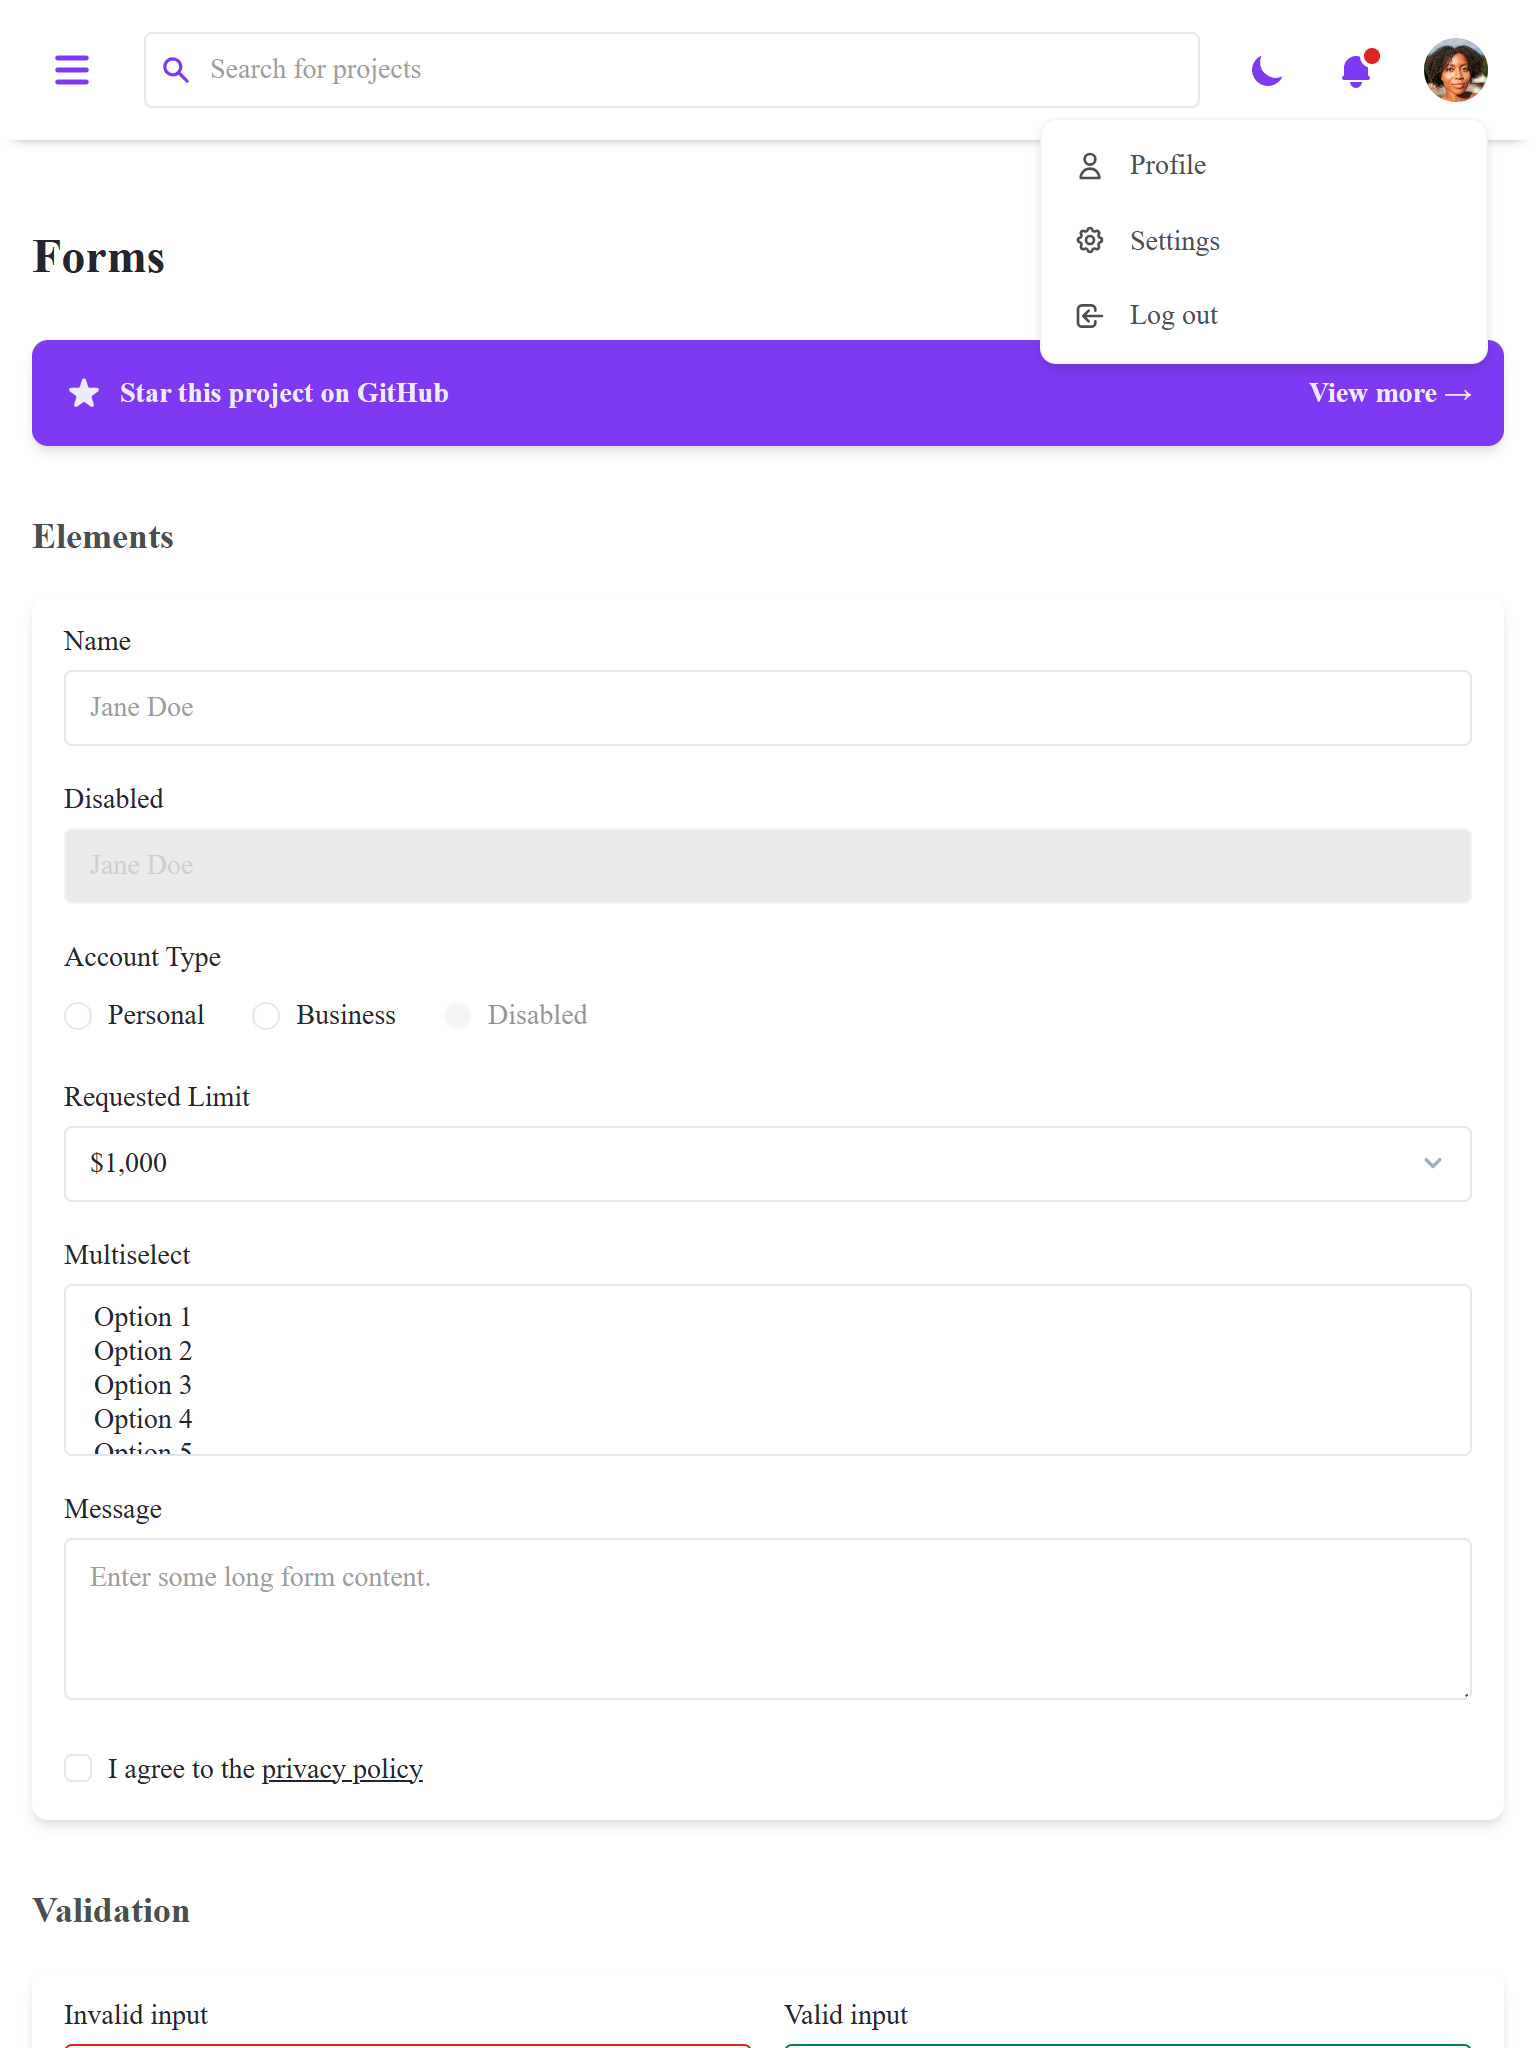 Search for projects
Profile
Settings
Log out
Forms
Star this project on GitHub
View more →
Elements
Name
Jane Doe
Disabled
Jane Doe
Account Type
Personal
Business
Disabled
Requested Limit
$1,000
Multiselect
Option 1
Option 2
Option 3
Option 4
Option 5
Message
Enter some long form content.
I agree to the privacy policy
Validation
Invalid input
Valid input